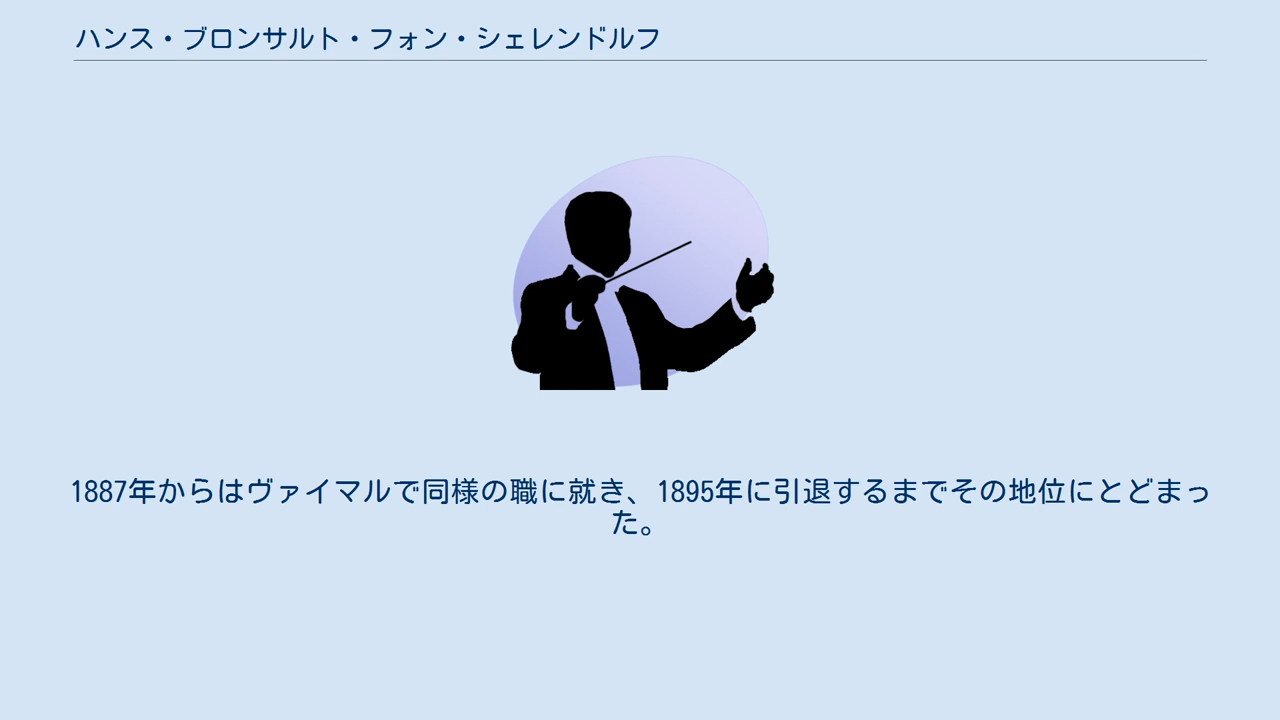 ハンス・ブロンサルト・フォン・シェレンドルフ
1887年からはヴァイマルで同様の職に就き、1895年に引退するまでその地位にとどまっ
た。